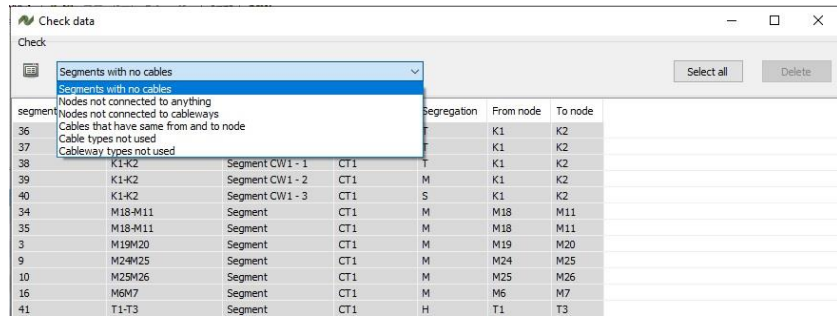 Check data
Check
Segments with no cables
Select all
Delete
Segments with no cables
Nodes not connected to anything
Nodes not connected to cableways
Cables that have same from and to node
Cable types not used
Cableway types not used
segment Segregation From node To node
36 T K1 K2
37 T K1 K2
38 K1-K2 Segment CW1 - 1 CT1 T K1 K2
39 K1-K2 Segment CW1 - 2 CT1 M K1 K2
40 K1-K2 Segment CW1 - 3 CT1 S K1 K2
34 M18-M11 Segment CT1 M M18 M11
35 M18-M11 Segment CT1 M M18 M11
3 M19M20 Segment CT1 M M19 M20
9 M24M25 Segment CT1 M M24 M25
10 M25M26 Segment CT1 M M25 M26
16 M6M7 Segment CT1 M M6 M7
41 T1-T3 Segment CT1 H T1 T3